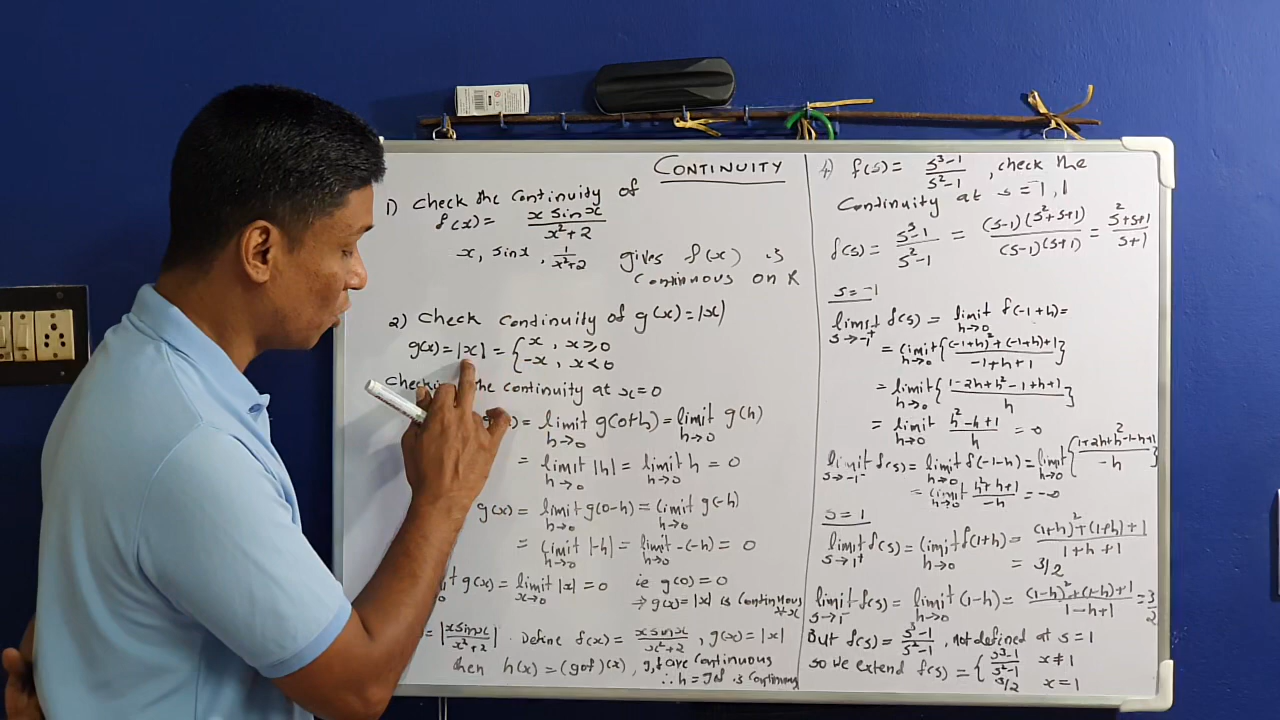 CONTINUITY
1) Check the Continuity of
f(x) = x sinx / x²+2
x, sinx, 1/x²+2 gives f(x) is
continuous on R
2) Check continuity of g(x) = |x|
g(x) = |x| = { x , x ≥ 0
-x , x < 0
the continuity at x = 0
= limit h→0 g(0+h) = limit h→0 g(h)
= limit h→0 |h| = limit h→0 h = 0
g(x) = limit h→0 g(0-h) = limit h→0 g(-h)
= limit h→0 |-h| = limit h→0 -(-h) = 0
g(x) = limit x→0 |x| = 0 ie g(0) = 0
⇒ g(x) = |x| is continuous
∀ x
= |x sinx / x²+2| . Define f(x) = x sinx / x²+2 , g(x) = |x|
then h(x) = (gof)(x), g, f are continuous
∴ h = gof is continuous
4) f(s) = s³-1 / s²-1 , check the
Continuity at s = -1, 1
f(s) = s³-1 / s²-1 = (s-1)(s²+s+1) / (s-1)(s+1) = s²+s+1 / s+1
s = -1
limit s→-1⁺ f(s) = limit h→0 f(-1+h) =
= limit h→0 { (-1+h)²+(-1+h)+1 / -1+h+1 }
= limit h→0 { 1-2h+h²-1+h+1 / h }
= limit h→0 h²-h+1 / h = ∞
limit s→-1⁻ f(s) = limit h→0 f(-1-h) = limit h→0 { 1+2h+h²-1-h+1 / -h }
= limit h→0 h²+h+1 / -h = -∞
s = 1
limit s→1⁺ f(s) = limit h→0 f(1+h) = (1+h)²+(1+h)+1 / 1+h+1
= 3/2
limit s→1⁻ f(s) = limit h→0 (1-h) = (1-h)²+(1-h)+1 / 1-h+1 = 3/2
But f(s) = s³-1 / s²-1 , not defined at s = 1
so we extend f(s) = { s³-1 / s²-1 x ≠ 1
3/2 x = 1